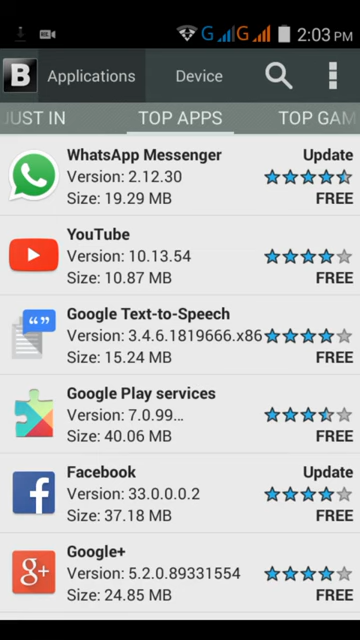 G G 2:03 PM
B Applications Device
JUST IN TOP APPS TOP GAM
WhatsApp Messenger Update
Version: 2.12.30
Size: 19.29 MB FREE
YouTube
Version: 10.13.54
Size: 10.87 MB FREE
Google Text-to-Speech
Version: 3.4.6.1819666.x86
Size: 15.24 MB FREE
Google Play services
Version: 7.0.99...
Size: 40.06 MB FREE
Facebook Update
Version: 33.0.0.0.2
Size: 37.18 MB FREE
Google+
Version: 5.2.0.89331554
Size: 24.85 MB FREE